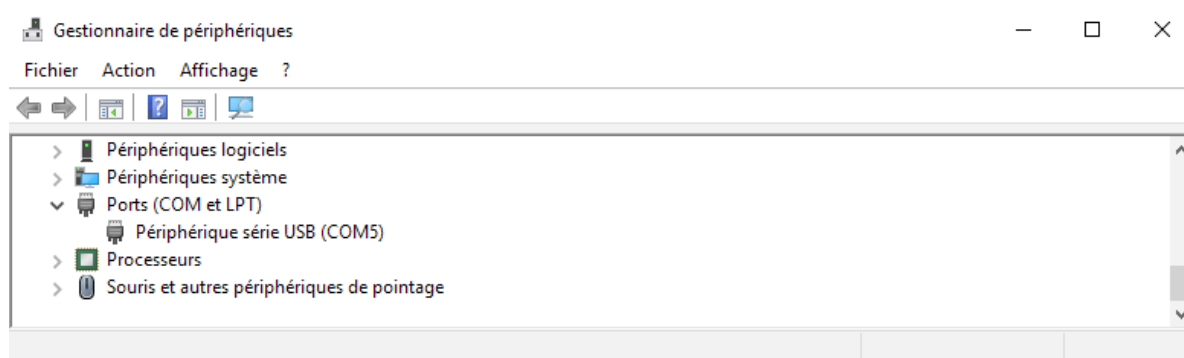 Gestionnaire de périphériques
Fichier Action Affichage ?
Périphériques logiciels
Périphériques système
Ports (COM et LPT)
Périphérique série USB (COM5)
Processeurs
Souris et autres périphériques de pointage